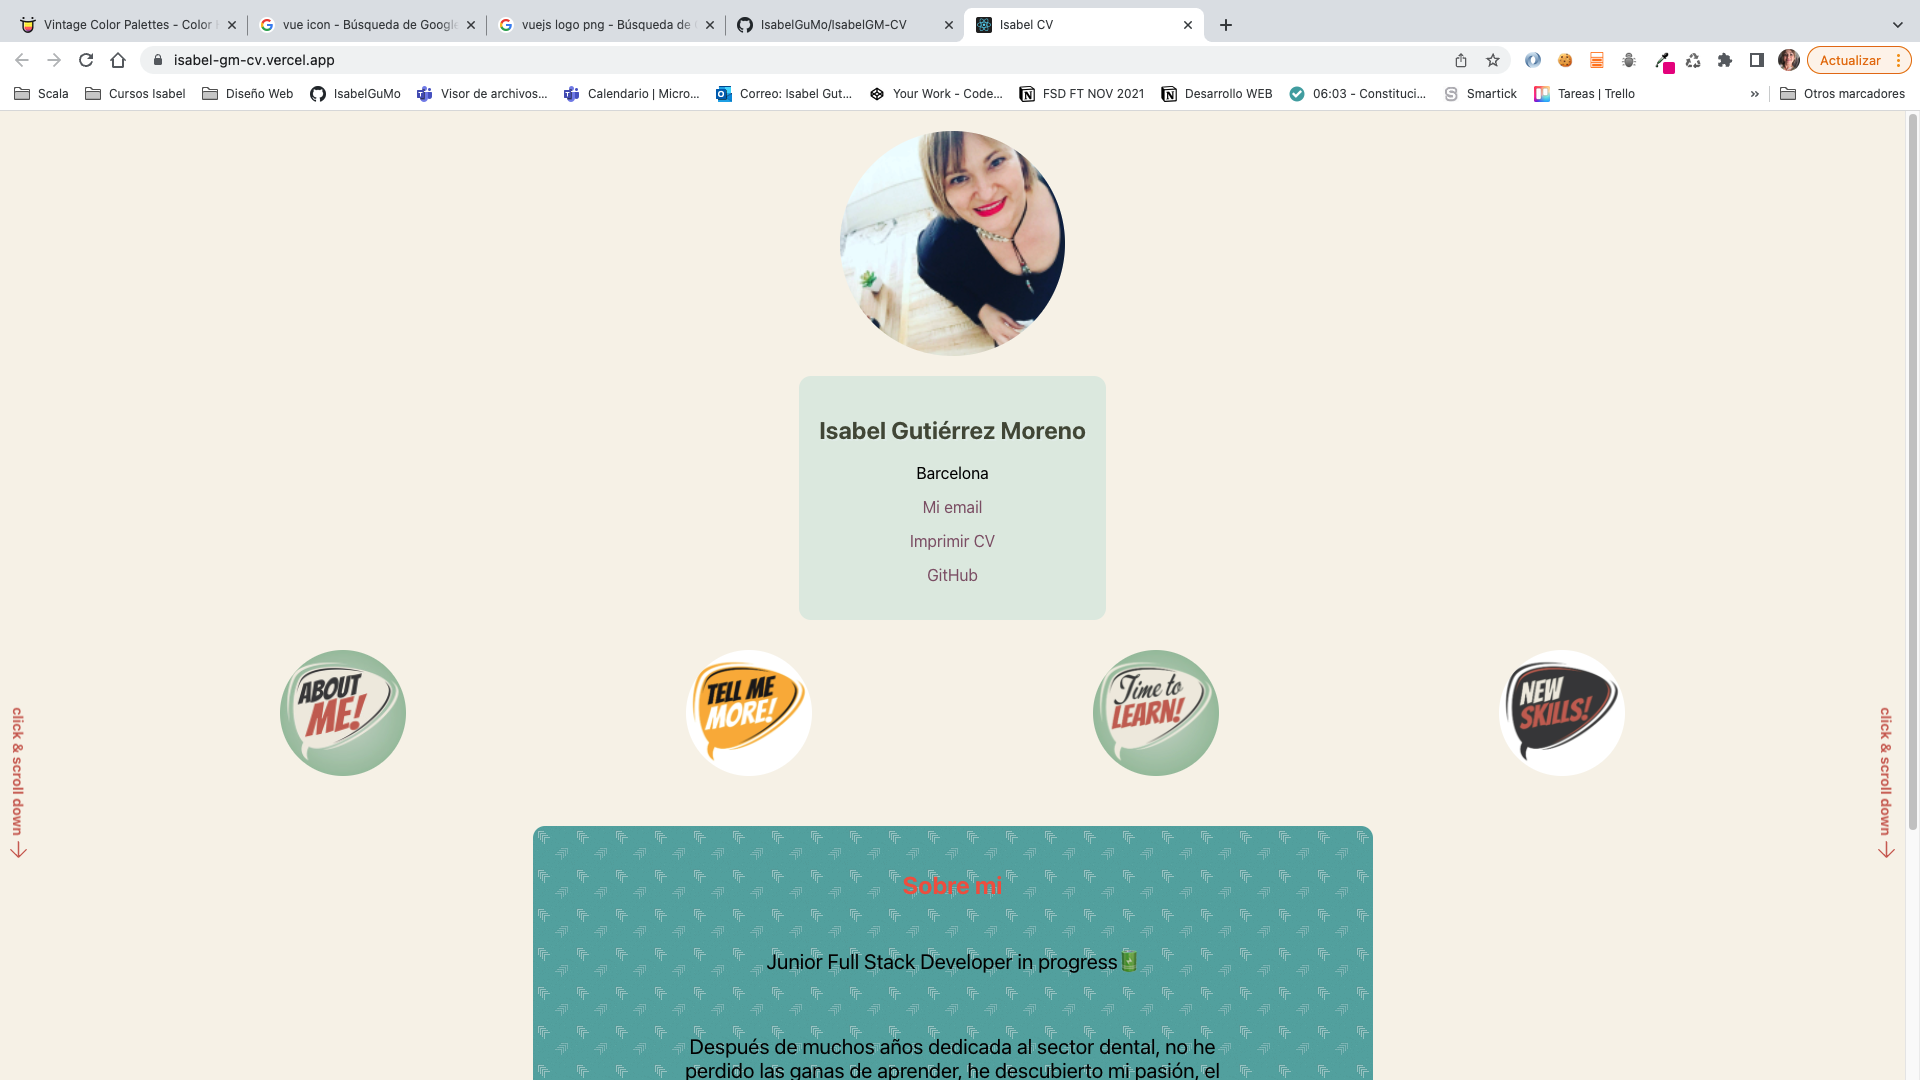 Vintage Color Palettes - Color
vue icon - Búsqueda de Google
vuejs logo png - Búsqueda de
IsabelGuMo/IsabelGM-CV
Isabel CV
isabel-gm-cv.vercel.app
Actualizar
Scala
Cursos Isabel
Diseño Web
IsabelGuMo
Visor de archivos...
Calendario | Micro...
Correo: Isabel Gut...
Your Work - Code...
FSD FT NOV 2021
Desarrollo WEB
06:03 - Constituci...
Smartick
Tareas | Trello
»
Otros marcadores
Isabel Gutiérrez Moreno
Barcelona
Mi email
Imprimir CV
GitHub
ABOUT
ME!
TELL ME
MORE!
Time to
LEARN!
NEW
SKILLS!
click & scroll down
click & scroll down
Sobre mi
Junior Full Stack Developer in progress
Después de muchos años dedicada al sector dental, no he
perdido las ganas de aprender, he descubierto mi pasión, el